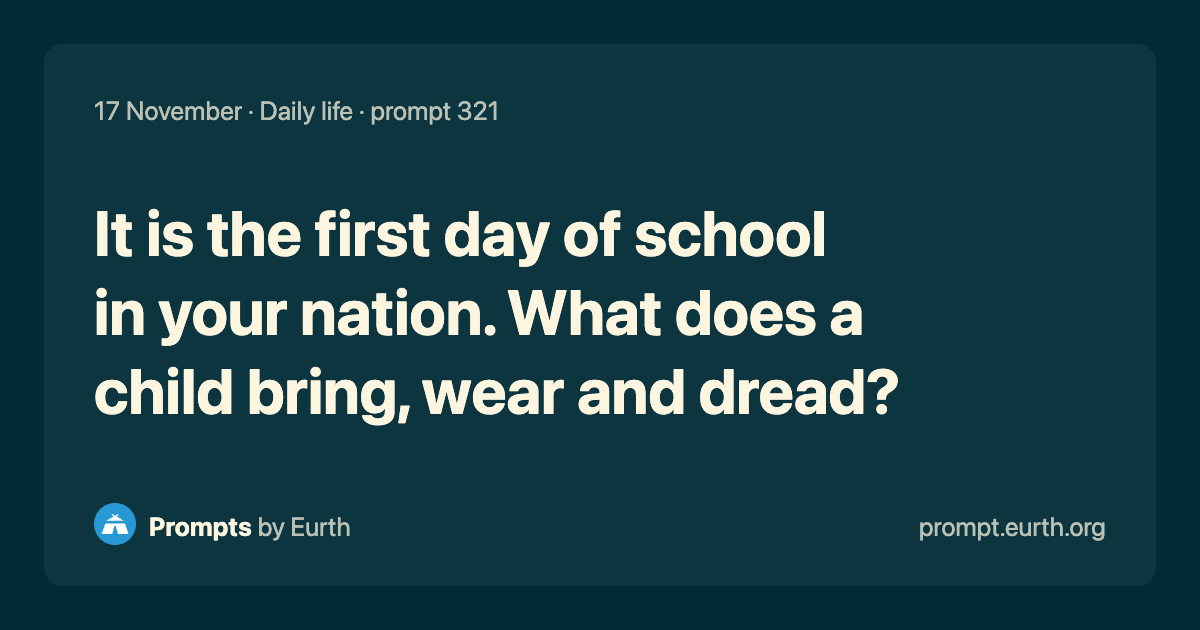 17 November · Daily life · prompt 321
It is the first day of school
in your nation. What does a
child bring, wear and dread?
Prompts by Eurth
prompt.eurth.org